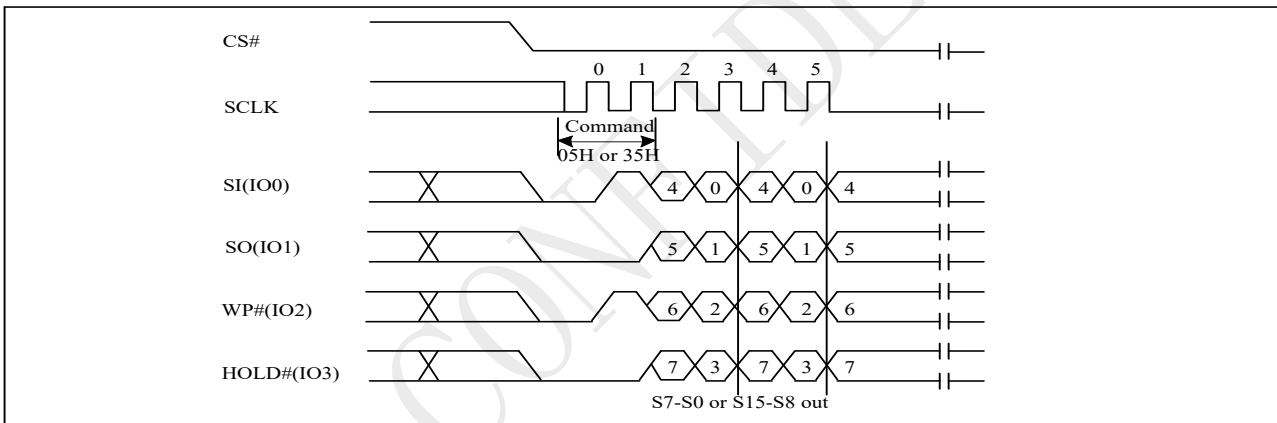 CS#
0 1 2 3 4 5
SCLK
Command
05H or 35H
SI(IO0) 4 0 4 0 4
SO(IO1) 5 1 5 1 5
WP#(IO2) 6 2 6 2 6
HOLD#(IO3) 7 3 7 3 7
S7-S0 or S15-S8 out